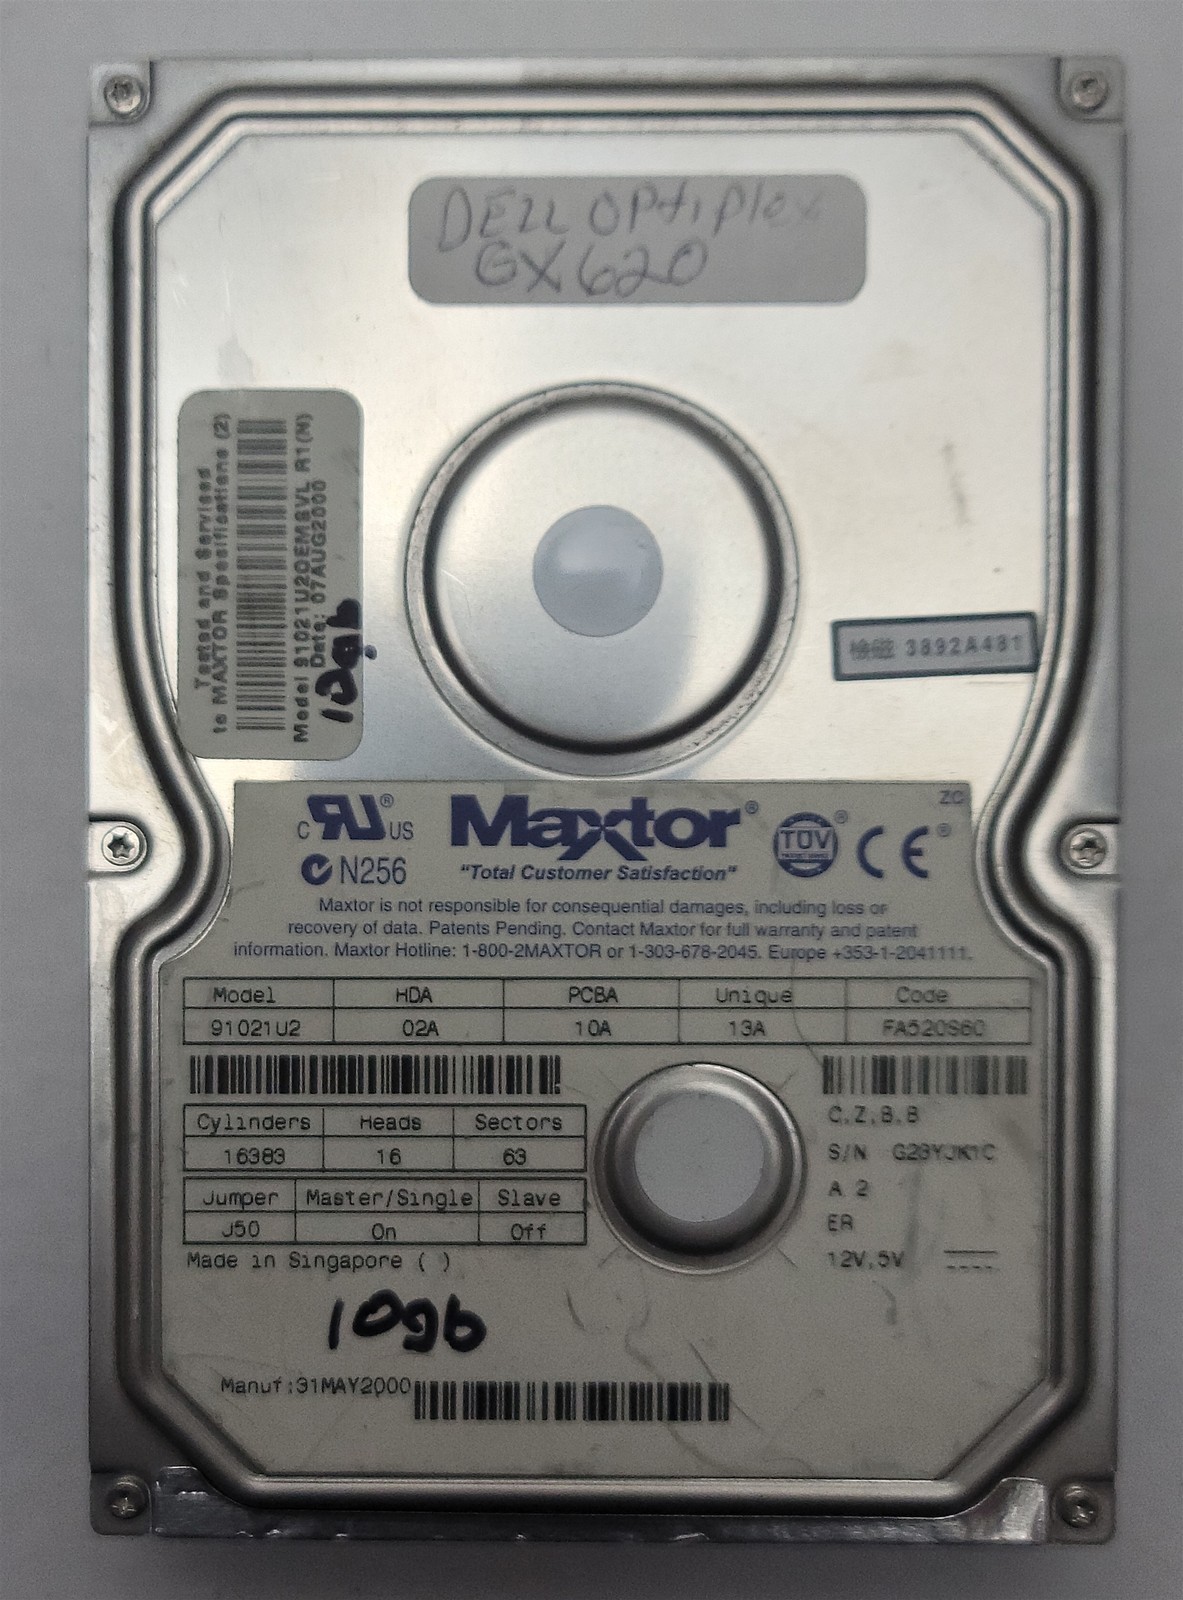 DELL OPtiplex
GX620
Tested and Serviced
to MAXTOR Specifications (2)
Model 91021U2OEMSVL R1(N)
Date: 07AUG2000
10gb
3892A481
ZC
C RU® US
N256
Maxtor®
"Total Customer Satisfaction"
TÜV®
CE®
Maxtor is not responsible for consequential damages, including loss or
recovery of data. Patents Pending. Contact Maxtor for full warranty and patent
information. Maxtor Hotline: 1-800-2MAXTOR or 1-303-678-2045. Europe +353-1-2041111.
Model HDA PCBA Unique Code
91021U2 02A 10A 13A FA520S60
Cylinders Heads Sectors
16383 16 63
Jumper Master/Single Slave
J50 On Off
Made in Singapore ( )
C,Z,B,B
S/N
A 2
ER
12V,5V
10gb
Manuf:31MAY2000